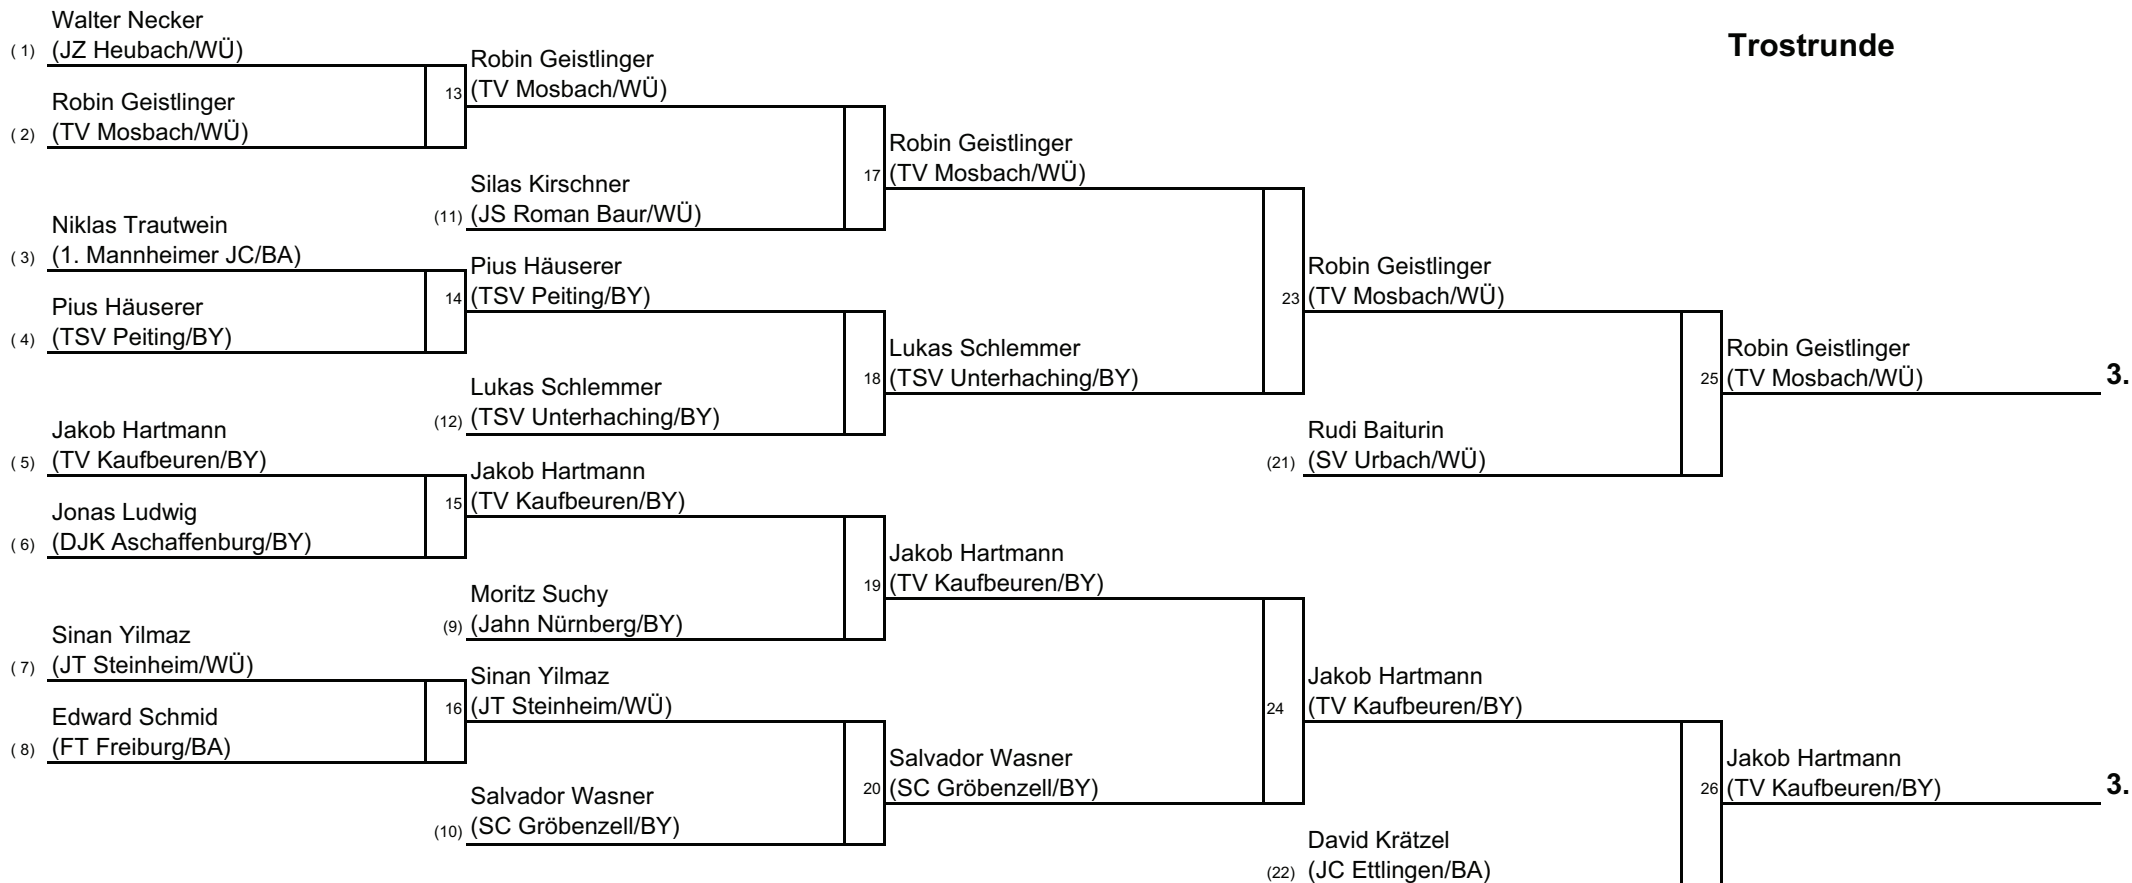 Trostrunde
Walter Necker
( 1) (JZ Heubach/WÜ)
Robin Geistlinger
( 2) (TV Mosbach/WÜ)
Niklas Trautwein
( 3) (1. Mannheimer JC/BA)
Pius Häuserer
( 4) (TSV Peiting/BY)
Jakob Hartmann
( 5) (TV Kaufbeuren/BY)
Jonas Ludwig
( 6) (DJK Aschaffenburg/BY)
Sinan Yilmaz
( 7) (JT Steinheim/WÜ)
Edward Schmid
( 8) (FT Freiburg/BA)
Robin Geistlinger
13 (TV Mosbach/WÜ)
Silas Kirschner
(11) (JS Roman Baur/WÜ)
Pius Häuserer
14 (TSV Peiting/BY)
Lukas Schlemmer
(12) (TSV Unterhaching/BY)
Jakob Hartmann
15 (TV Kaufbeuren/BY)
Moritz Suchy
(9) (Jahn Nürnberg/BY)
Sinan Yilmaz
16 (JT Steinheim/WÜ)
Salvador Wasner
(10) (SC Gröbenzell/BY)
Robin Geistlinger
17 (TV Mosbach/WÜ)
Lukas Schlemmer
18 (TSV Unterhaching/BY)
Jakob Hartmann
19 (TV Kaufbeuren/BY)
Salvador Wasner
20 (SC Gröbenzell/BY)
Robin Geistlinger
23 (TV Mosbach/WÜ)
Rudi Baiturin
(21) (SV Urbach/WÜ)
Jakob Hartmann
24 (TV Kaufbeuren/BY)
David Krätzel
(22) (JC Ettlingen/BA)
Robin Geistlinger
25 (TV Mosbach/WÜ) 3.
Jakob Hartmann
26 (TV Kaufbeuren/BY) 3.